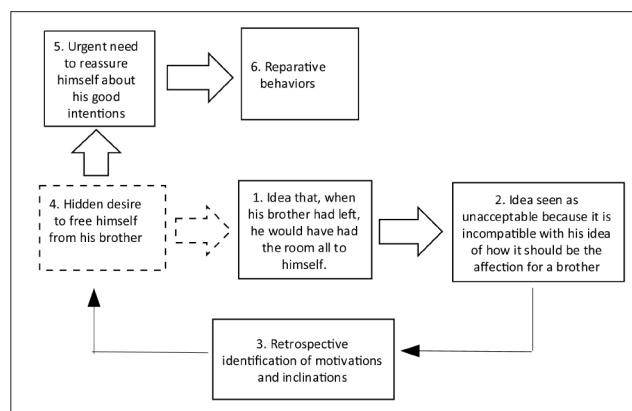 5. Urgent need
to reassure
himself about
his good
intentions
6. Reparative
behaviors
4. Hidden desire
to free himself
from his brother
1. Idea that, when
his brother had left,
he would have had
the room all to
himself.
2. Idea seen as
unacceptable because it is
incompatible with his idea
of how it should be the
affection for a brother
3. Retrospective
identification of motivations
and inclinations